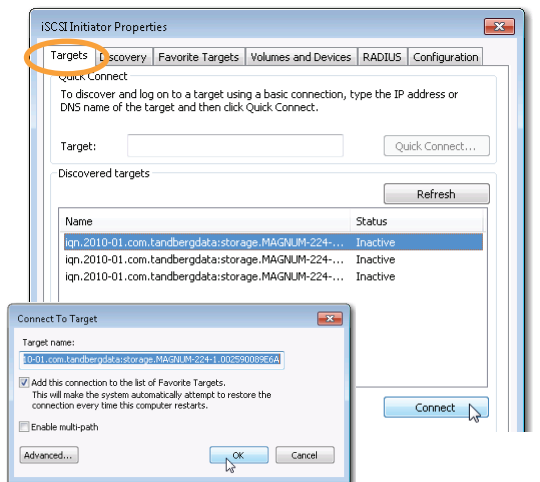 iSCSI Initiator Properties
Targets Discovery Favorite Targets Volumes and Devices RADIUS Configuration
Quick Connect
To discover and log on to a target using a basic connection, type the IP address or
DNS name of the target and then click Quick Connect.
Target:
Quick Connect...
Discovered targets
Refresh
Name Status
iqn.2010-01.com.tandbergdata:storage.MAGNUM-224-... Inactive
iqn.2010-01.com.tandbergdata:storage.MAGNUM-224-... Inactive
iqn.2010-01.com.tandbergdata:storage.MAGNUM-224-... Inactive
Connect
Connect To Target
Target name:
10-01.com.tandbergdata:storage.MAGNUM-224-1.002590089E6A
Add this connection to the list of Favorite Targets.
This will make the system automatically attempt to restore the
connection every time this computer restarts.
Enable multi-path
Advanced... OK Cancel